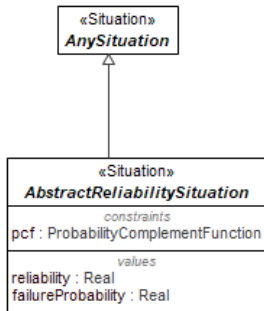 «Situation»
AnySituation
«Situation»
AbstractReliabilitySituation
constraints
pcf : ProbabilityComplementFunction
values
reliability : Real
failureProbability : Real